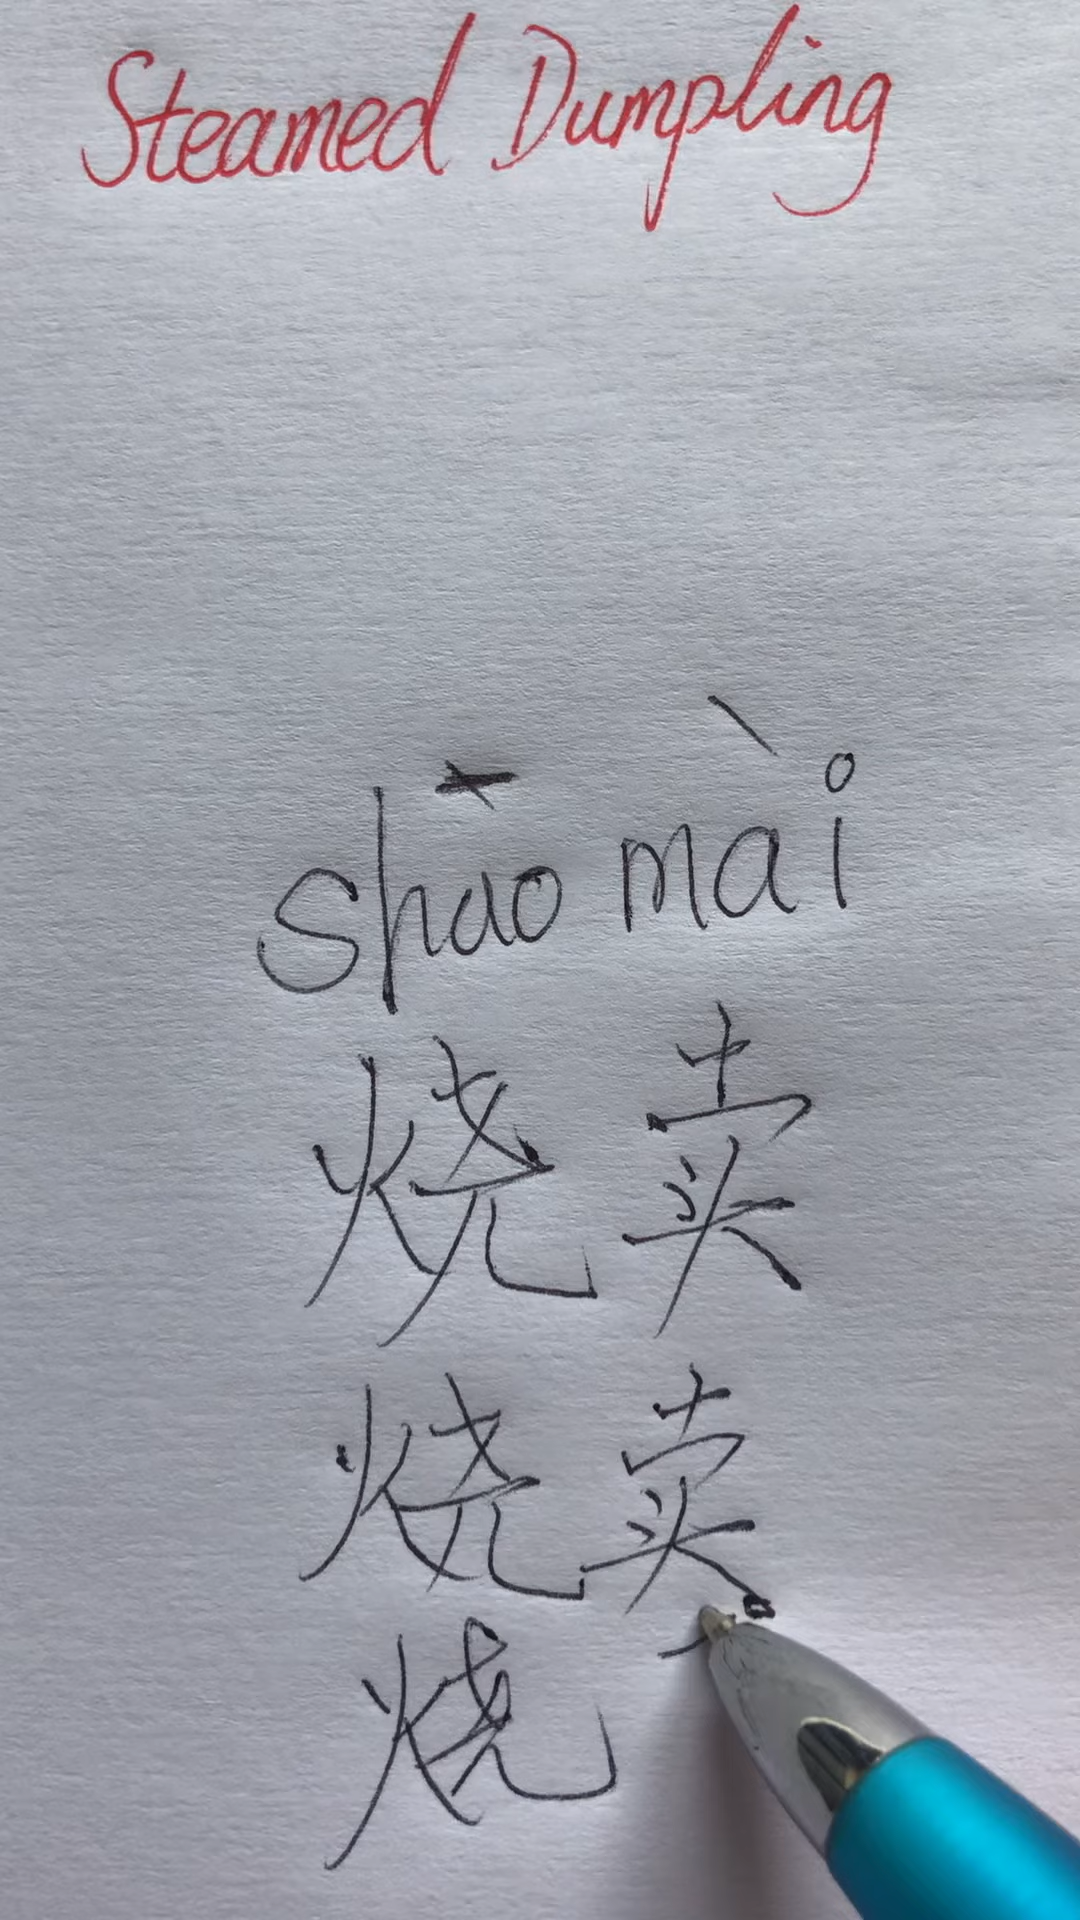 Steamed Dumpling
shāo mài
烧卖
烧卖
烧